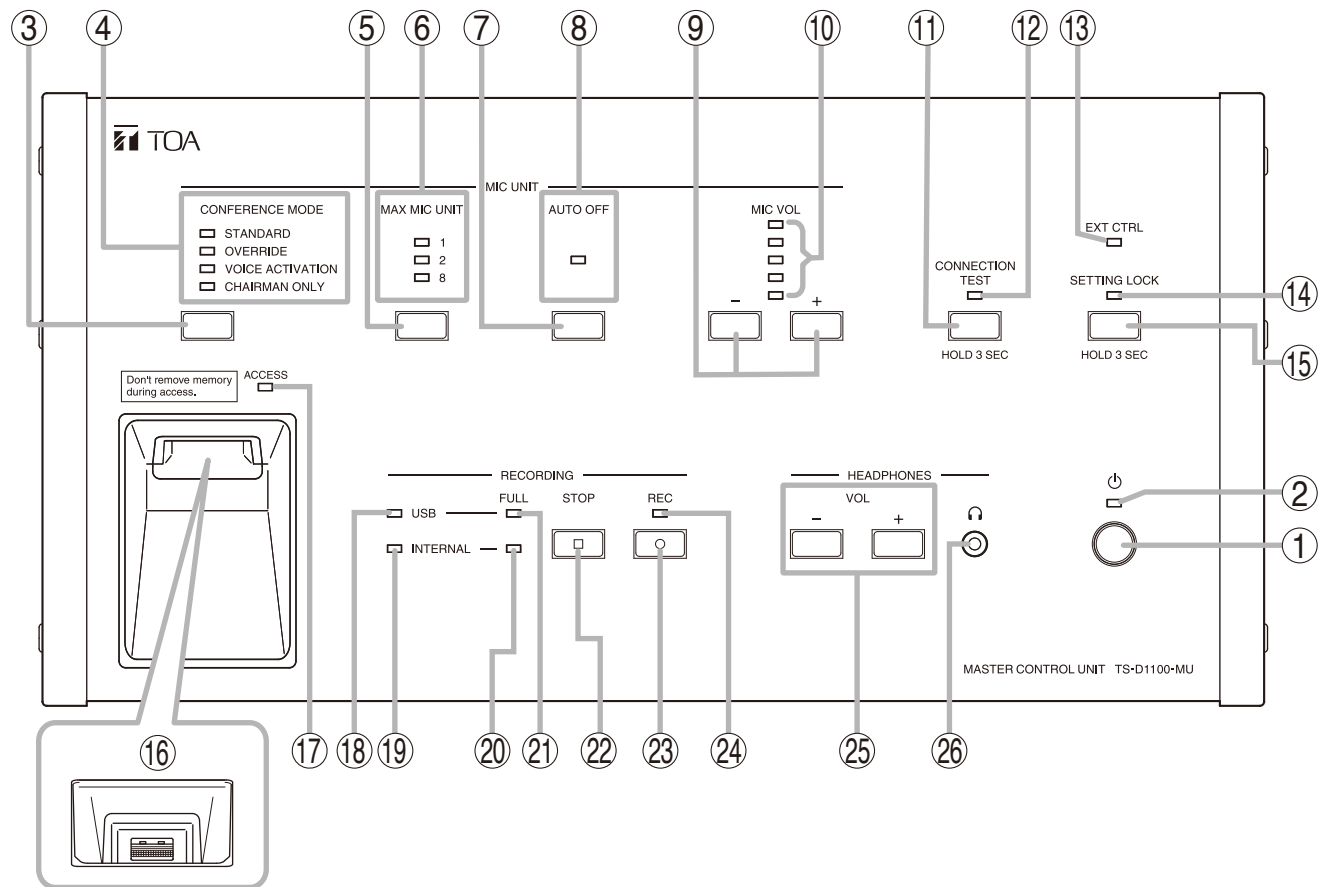 ③ ④ ⑤ ⑥ ⑦ ⑧ ⑨ ⑩ ⑪ ⑫ ⑬
TOA
MIC UNIT
CONFERENCE MODE
STANDARD
OVERRIDE
VOICE ACTIVATION
CHAIRMAN ONLY
MAX MIC UNIT
1
2
8
AUTO OFF
MIC VOL
− +
CONNECTION
TEST
HOLD 3 SEC
EXT CTRL
SETTING LOCK
HOLD 3 SEC
⑭
⑮
Don't remove memory
during access.
ACCESS
RECORDING
FULL STOP REC
USB
INTERNAL
HEADPHONES
VOL
− +
②
①
MASTER CONTROL UNIT TS-D1100-MU
⑯ ⑰ ⑱ ⑲ ⑳ ㉑ ㉒ ㉓ ㉔ ㉕ ㉖